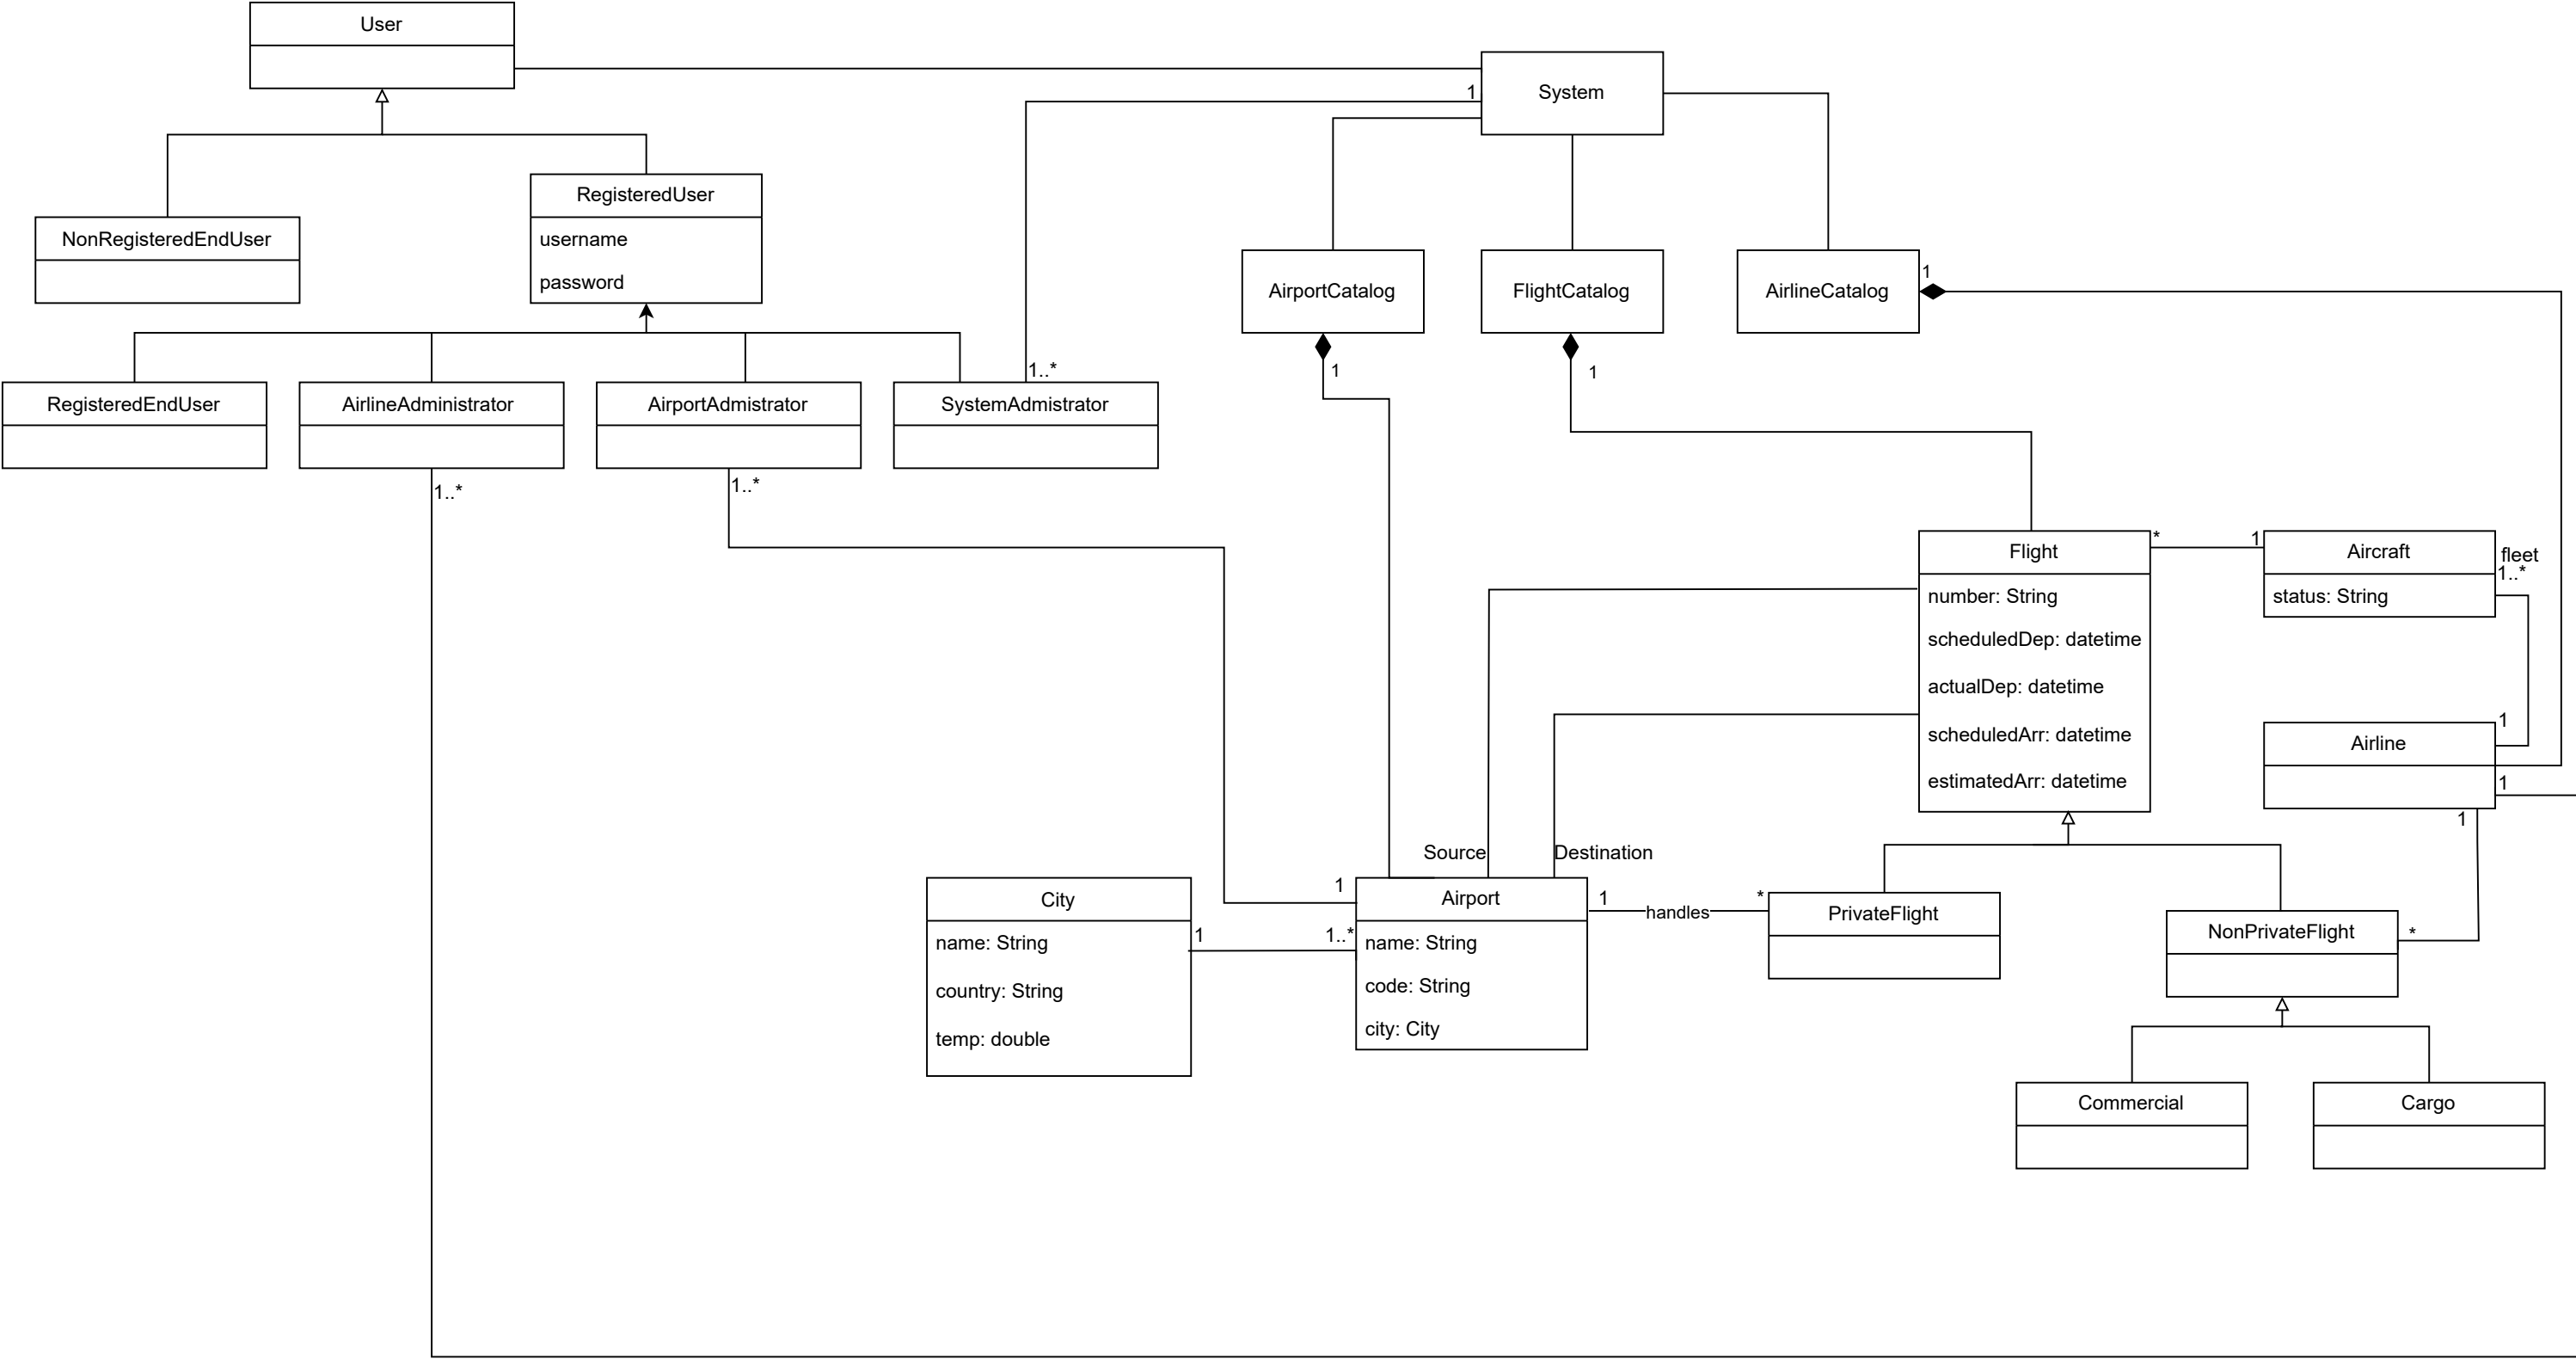 User
System
1
NonRegisteredEndUser
RegisteredUser
username
password
AirportCatalog
FlightCatalog
AirlineCatalog
1
1
1
1..*
RegisteredEndUser
AirlineAdministrator
AirportAdmistrator
SystemAdmistrator
1..*
1..*
Flight
number: String
scheduledDep: datetime
actualDep: datetime
scheduledArr: datetime
estimatedArr: datetime
*
1
Aircraft
status: String
fleet
1..*
1
Airline
1
1
Source
Destination
1
City
name: String
country: String
temp: double
1
1..*
Airport
name: String
code: String
city: City
1
handles
*
PrivateFlight
NonPrivateFlight
*
Commercial
Cargo